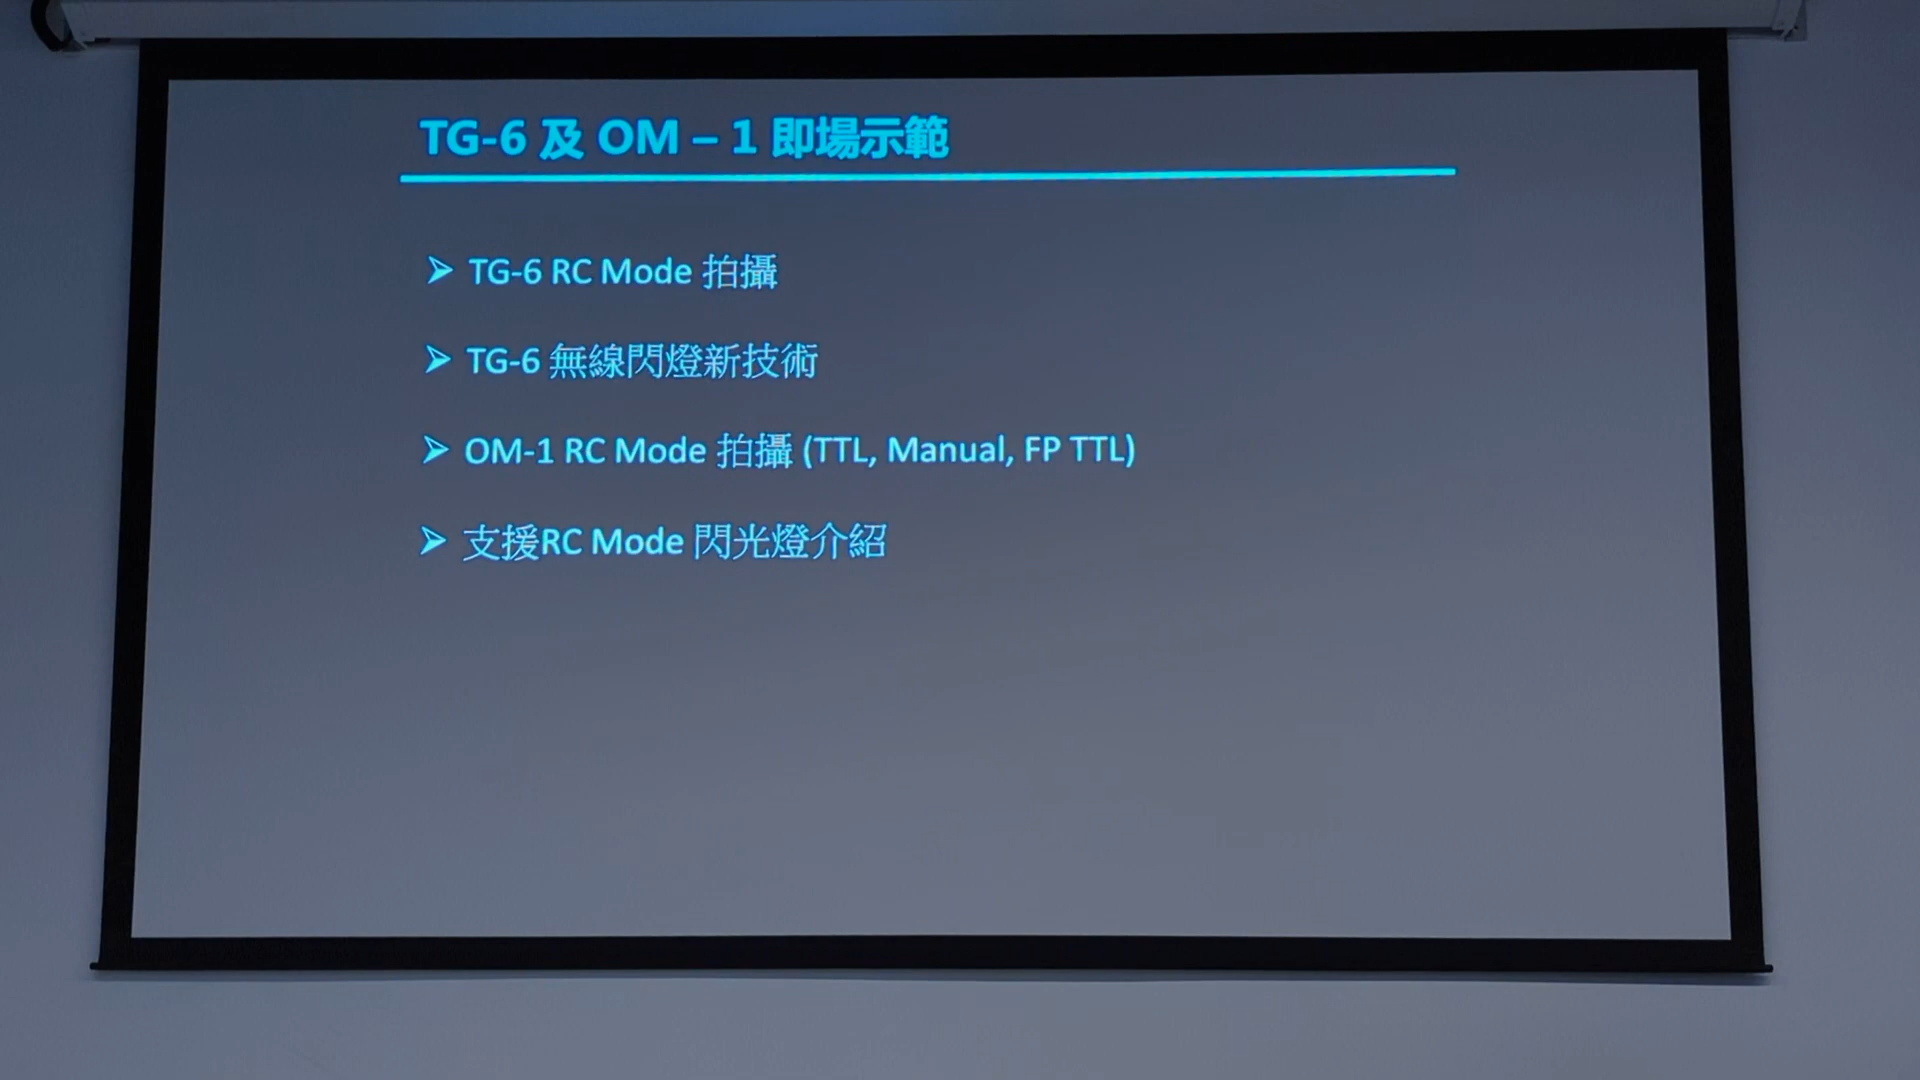 TG-6 及 OM – 1 即場示範
➢ TG-6 RC Mode 拍攝
➢ TG-6 無線閃燈新技術
➢ OM-1 RC Mode 拍攝 (TTL, Manual, FP TTL)
➢ 支援RC Mode 閃光燈介紹